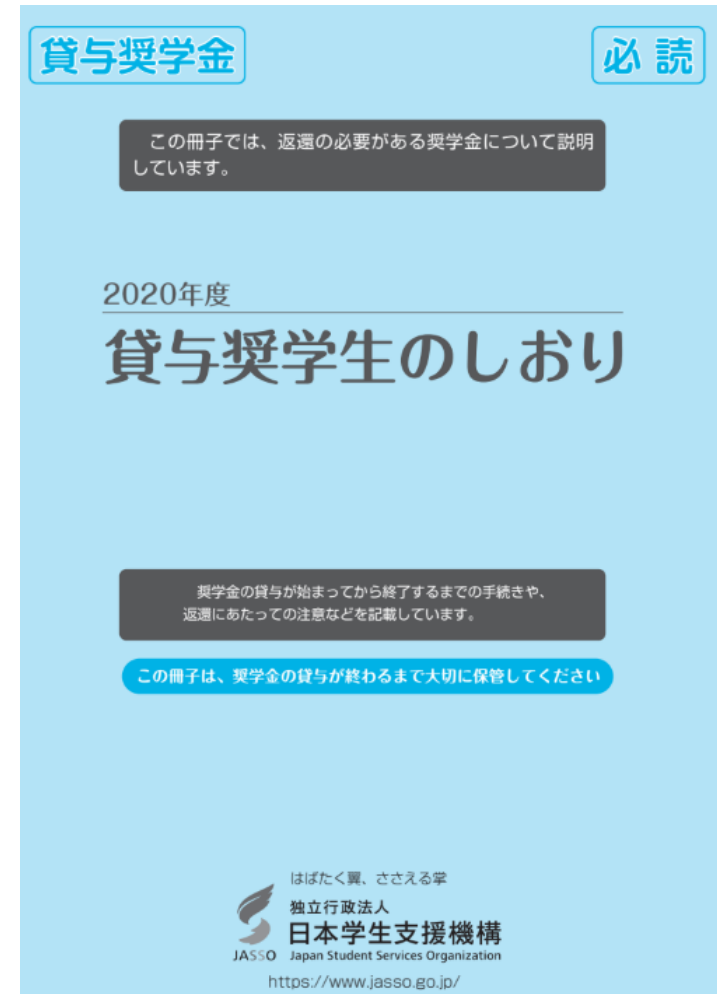 貸与奨学金
必読
この冊子では、返還の必要がある奨学金について説明
しています。
2020年度
貸与奨学生のしおり
奨学金の貸与が始まってから終了するまでの手続きや、
返還にあたっての注意などを記載しています。
この冊子は、奨学金の貸与が終わるまで大切に保管してください
はばたく翼、ささえる掌
独立行政法人
日本学生支援機構
JASSO Japan Student Services Organization
https://www.jasso.go.jp/